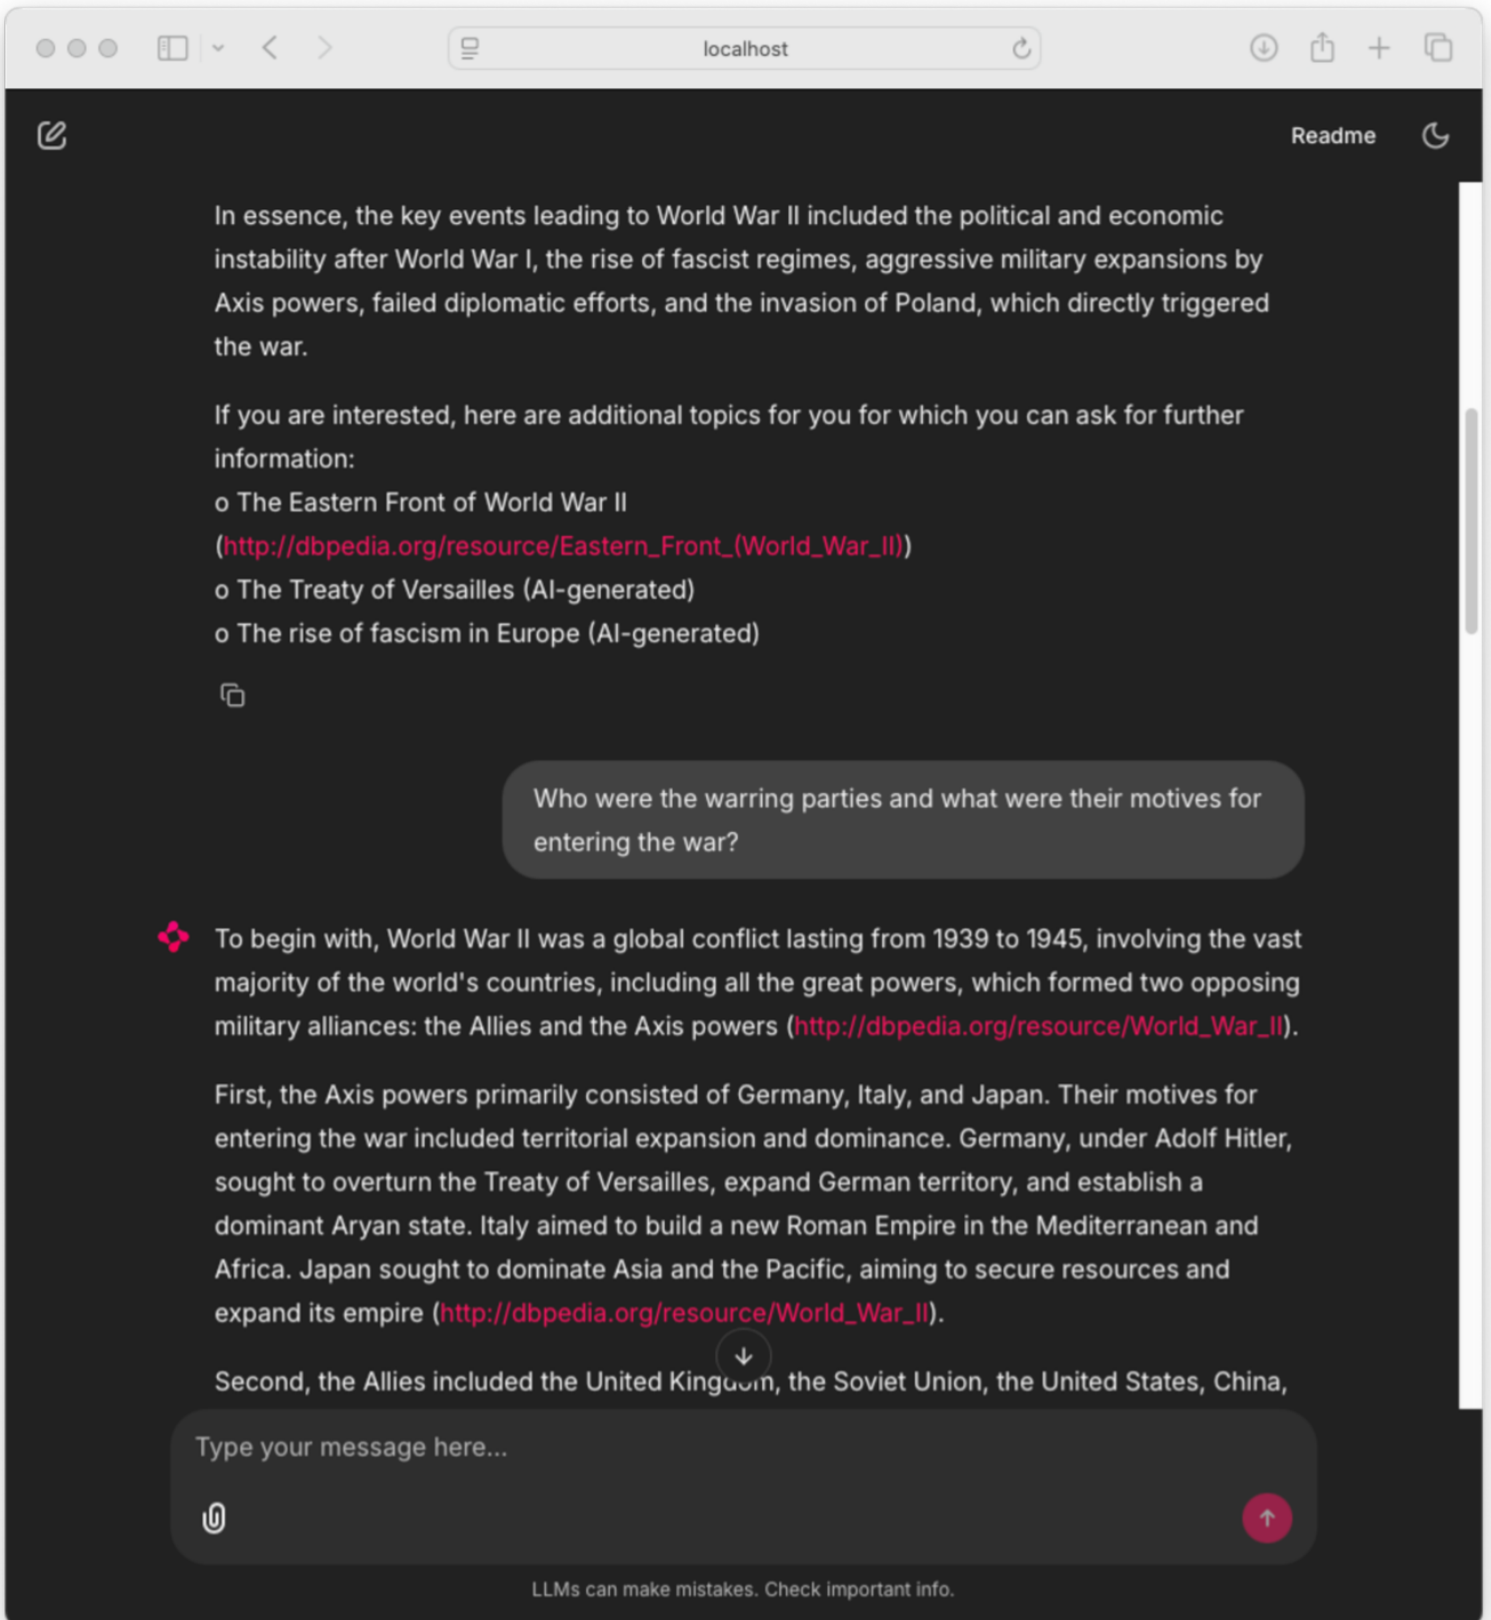 localhost
Readme
In essence, the key events leading to World War II included the political and economic
instability after World War I, the rise of fascist regimes, aggressive military expansions by
Axis powers, failed diplomatic efforts, and the invasion of Poland, which directly triggered
the war.
If you are interested, here are additional topics for you for which you can ask for further
information:
o The Eastern Front of World War II
(http://dbpedia.org/resource/Eastern_Front_(World_War_II))
o The Treaty of Versailles (AI-generated)
o The rise of fascism in Europe (AI-generated)
Who were the warring parties and what were their motives for
entering the war?
To begin with, World War II was a global conflict lasting from 1939 to 1945, involving the vast
majority of the world's countries, including all the great powers, which formed two opposing
military alliances: the Allies and the Axis powers (http://dbpedia.org/resource/World_War_II).
First, the Axis powers primarily consisted of Germany, Italy, and Japan. Their motives for
entering the war included territorial expansion and dominance. Germany, under Adolf Hitler,
sought to overturn the Treaty of Versailles, expand German territory, and establish a
dominant Aryan state. Italy aimed to build a new Roman Empire in the Mediterranean and
Africa. Japan sought to dominate Asia and the Pacific, aiming to secure resources and
expand its empire (http://dbpedia.org/resource/World_War_II).
Second, the Allies included the United Kingdom, the Soviet Union, the United States, China,
Type your message here...
LLMs can make mistakes. Check important info.